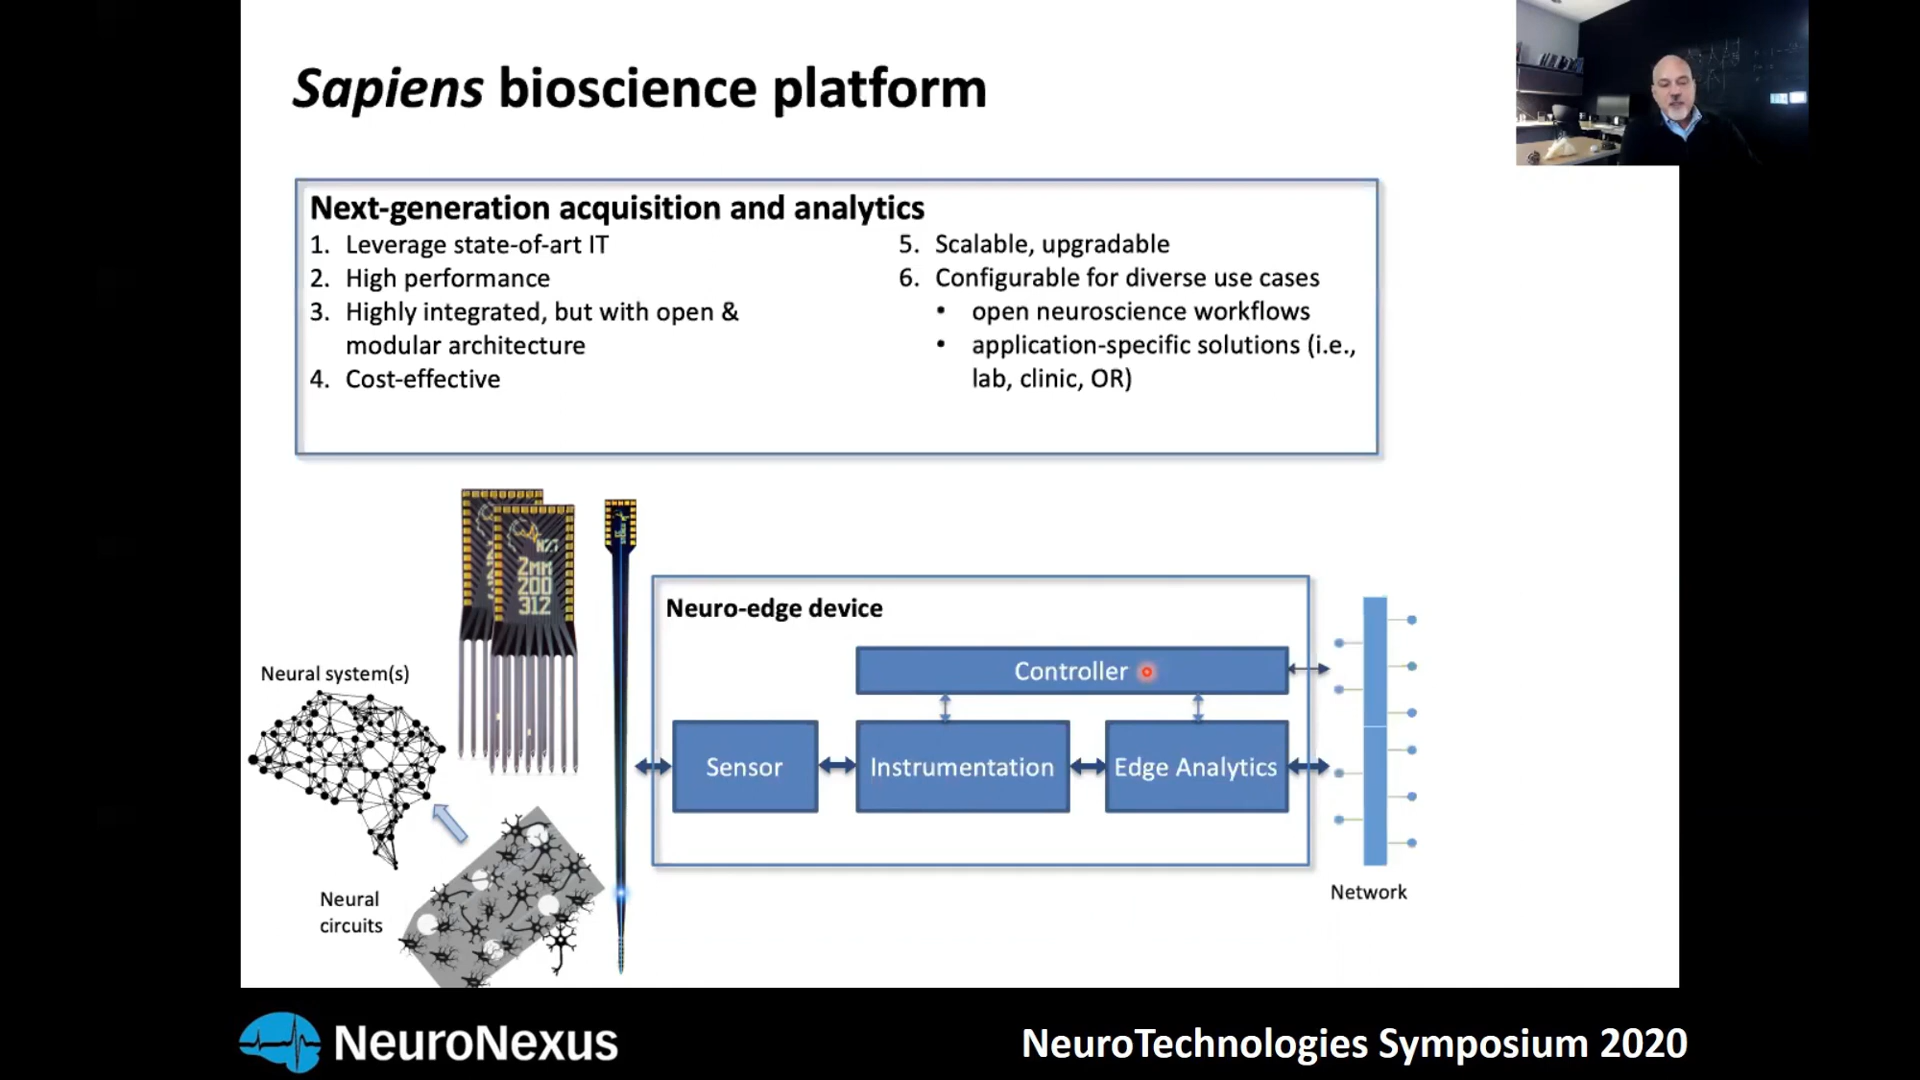 Sapiens bioscience platform
Next-generation acquisition and analytics
1. Leverage state-of-art IT
2. High performance
3. Highly integrated, but with open &
modular architecture
4. Cost-effective
5. Scalable, upgradable
6. Configurable for diverse use cases
• open neuroscience workflows
• application-specific solutions (i.e.,
lab, clinic, OR)
2mm
200
312
Neuro-edge device
Controller
Sensor
Instrumentation
Edge Analytics
Neural system(s)
Neural
circuits
Network
NeuroNexus
NeuroTechnologies Symposium 2020